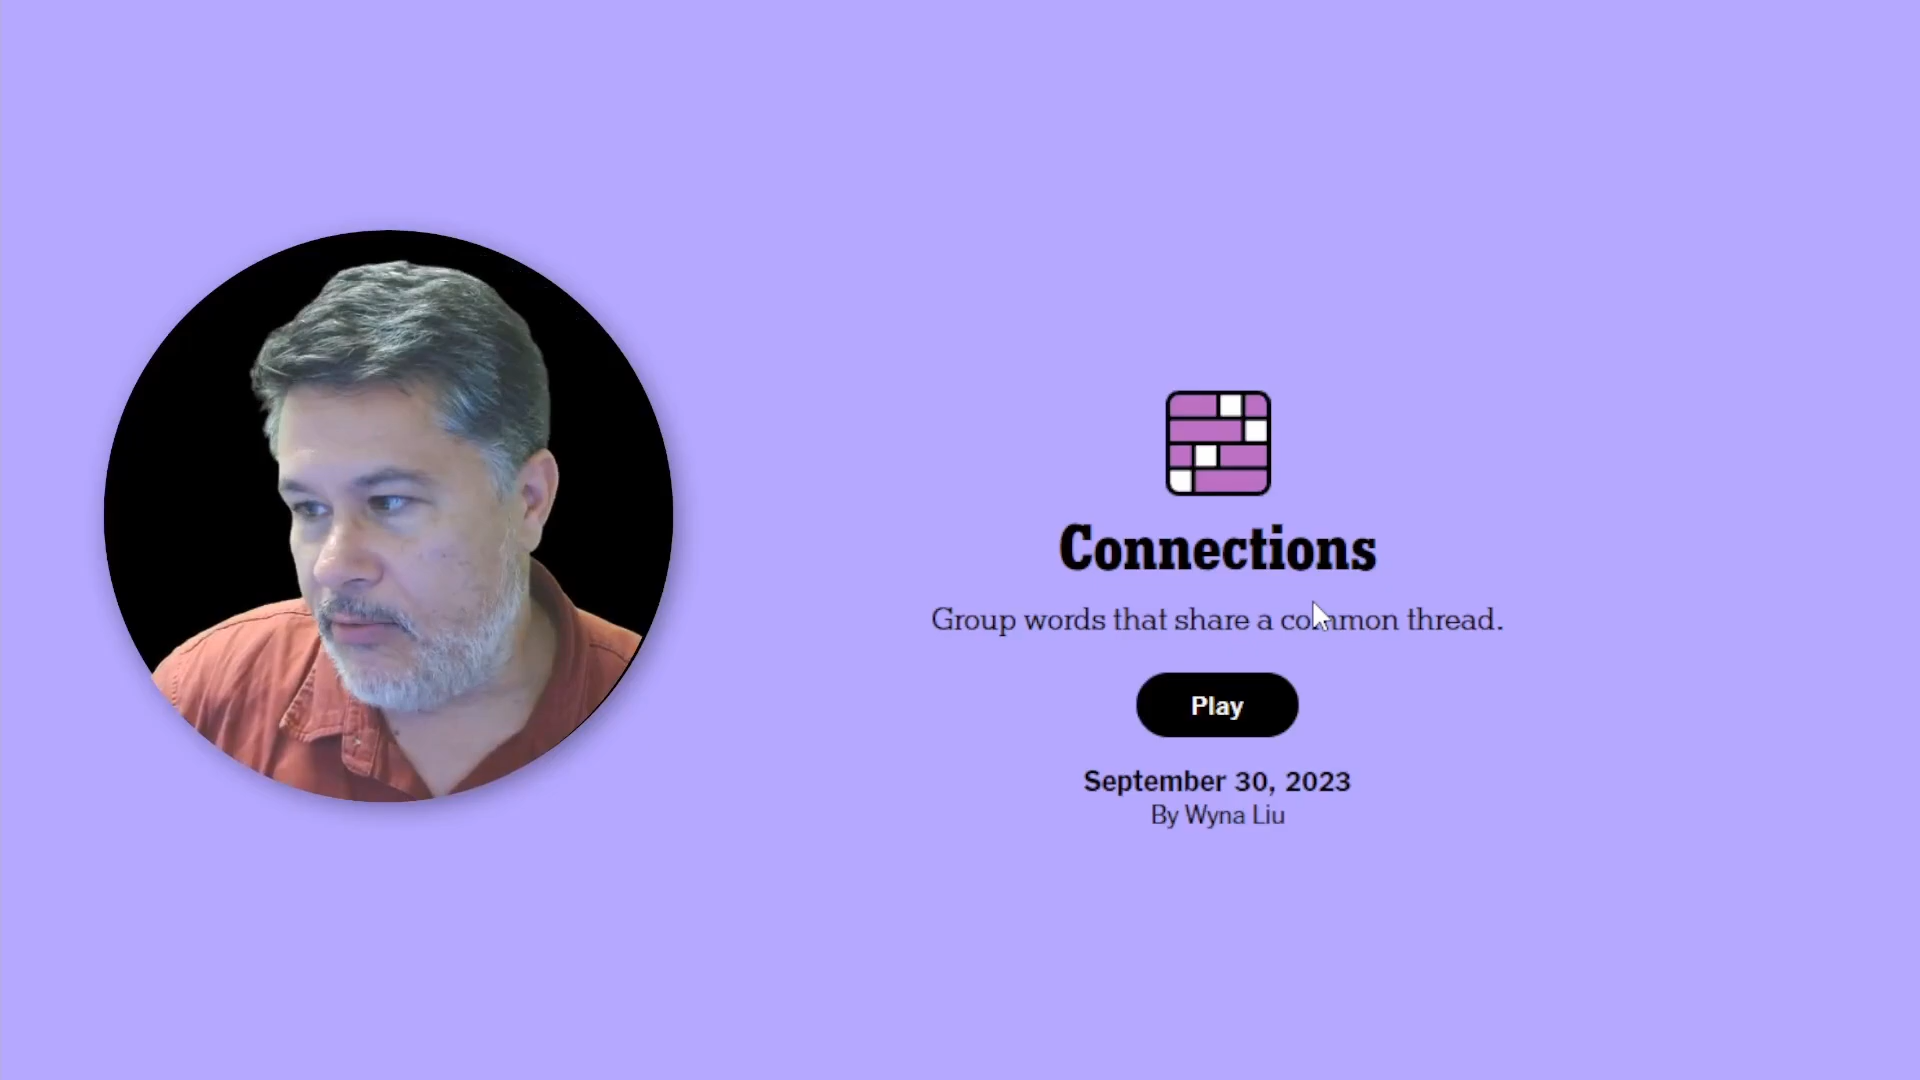 Connections
Group words that share a common thread.
Play
September 30, 2023
By Wyna Liu